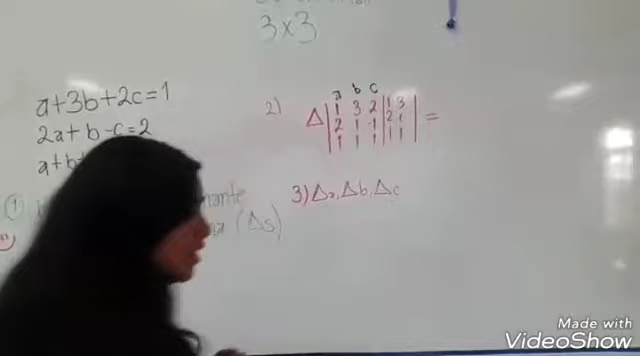 3x3
a+3b+2c=1
2a+b-c=2
a+b+
①
2)
a b c
Δ | 1 3 2 | 1 3 | =
2 1 -1 | 2 1
1 1 1 | 1 1
3) Δa, Δb, Δc
(Δs)
Made with
VideoShow